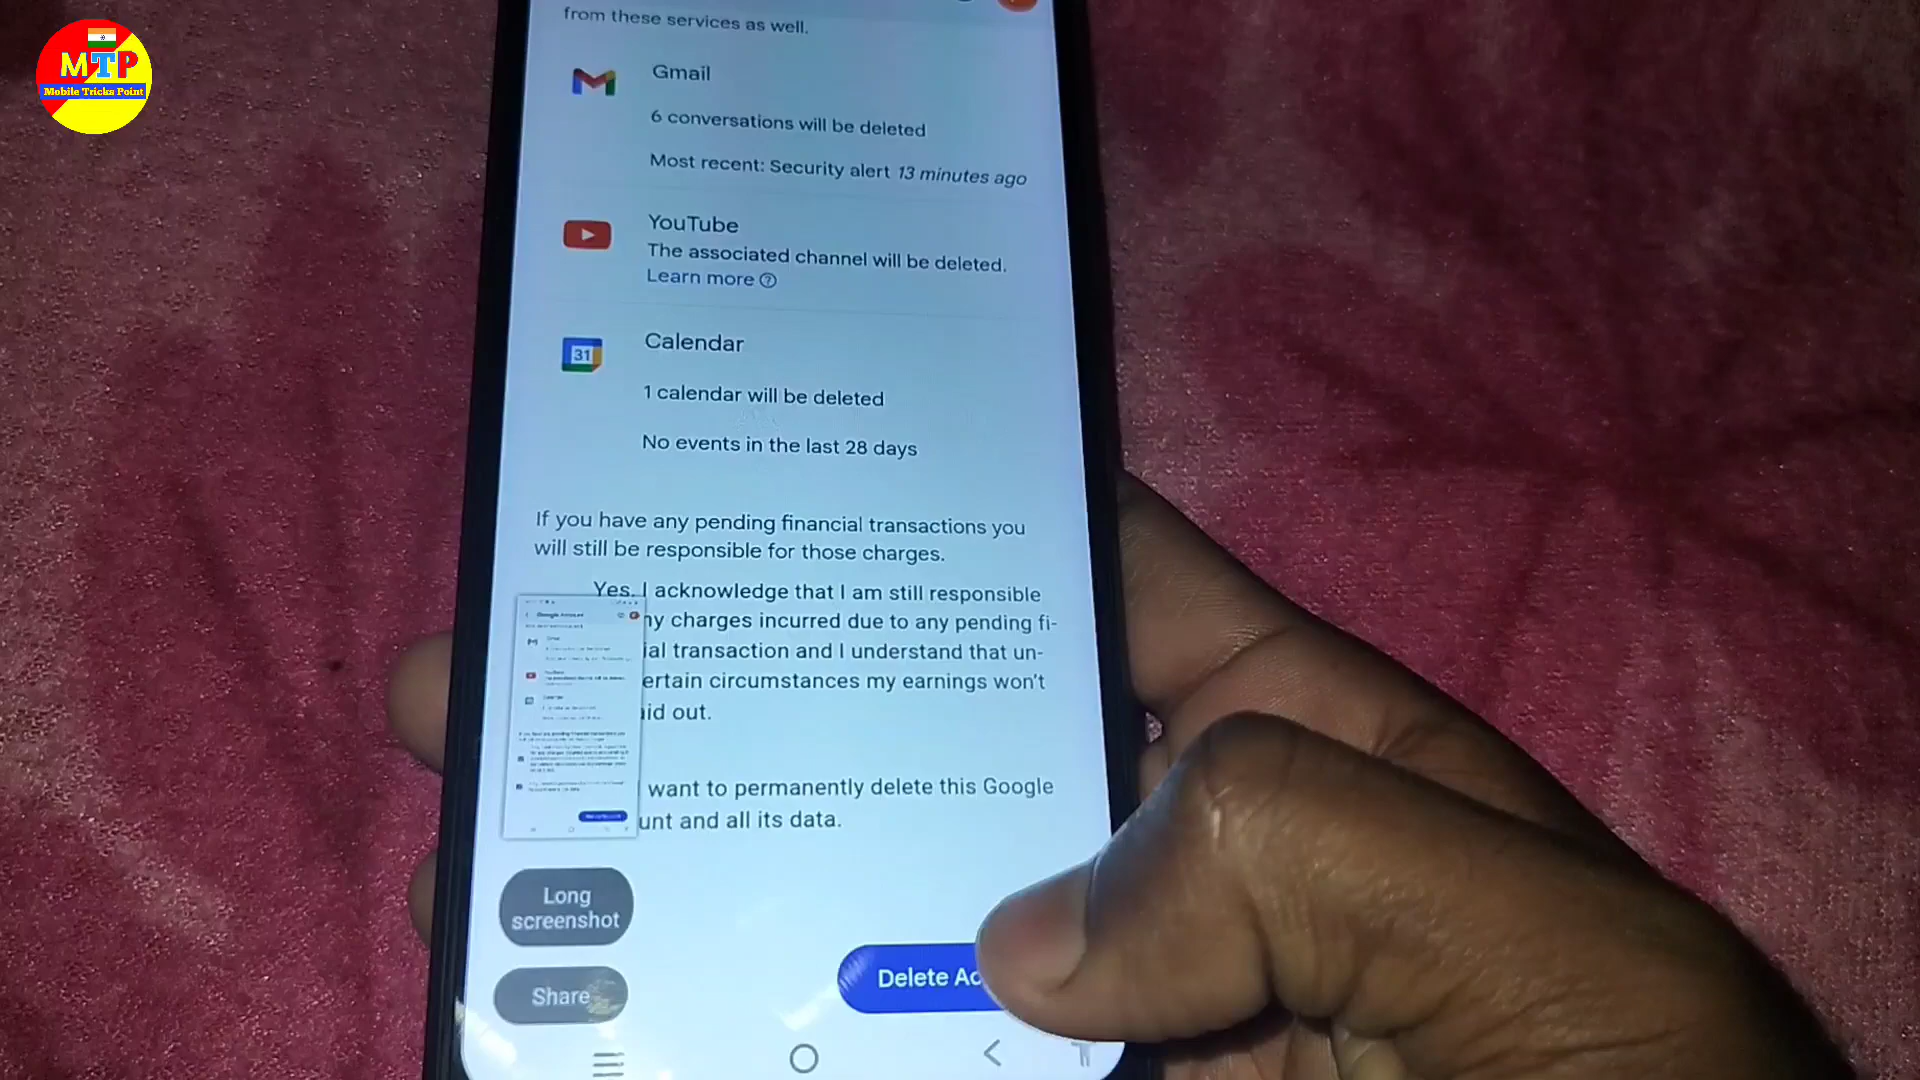 MTP
Mobile Tricks Point
from these services as well.
Gmail
6 conversations will be deleted
Most recent: Security alert 13 minutes ago
YouTube
The associated channel will be deleted.
Learn more
Calendar
31
1 calendar will be deleted
No events in the last 28 days
If you have any pending financial transactions you
will still be responsible for those charges.
Yes, I acknowledge that I am still responsible
ny charges incurred due to any pending fi-
ial transaction and I understand that un-
ertain circumstances my earnings won't
id out.
want to permanently delete this Google
unt and all its data.
Long
screenshot
Share
Delete Ac